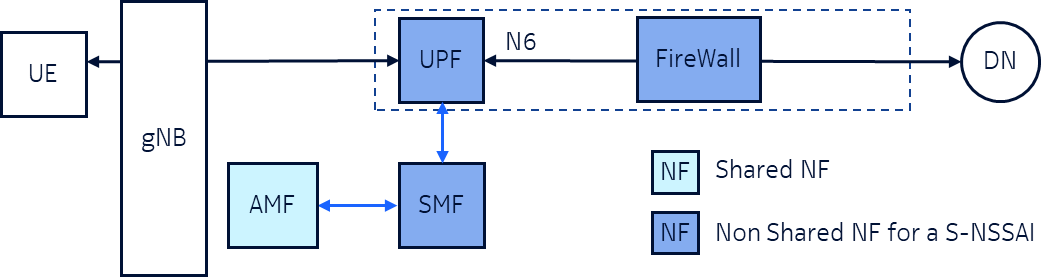 UE
gNB
UPF
N6
FireWall
DN
AMF
SMF
NF Shared NF
NF Non Shared NF for a S-NSSAI